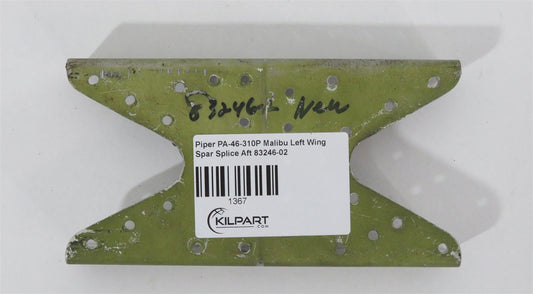 83246-2 New
Piper PA-46-310P Malibu Left Wing
Spar Splice Aft 83246-02
1367
KILPART
.COM